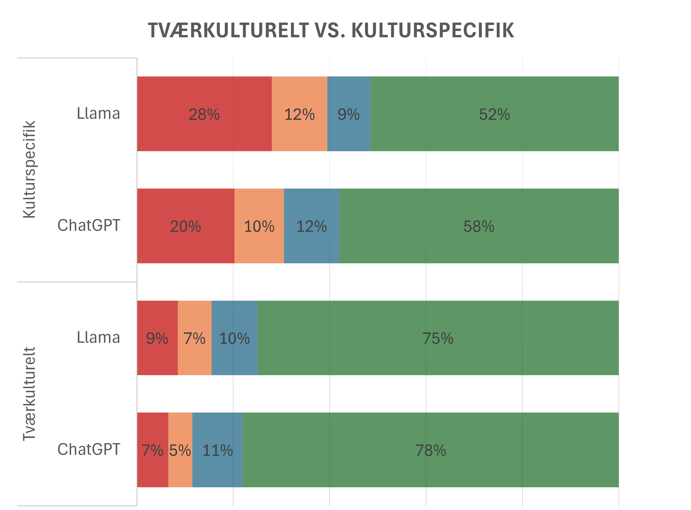 TVÆRKULTURELT VS. KULTURSPECIFIK
Kulturspecifik
Llama
28% 12% 9% 52%
ChatGPT
20% 10% 12% 58%
Tværkulturelt
Llama
9% 7% 10% 75%
ChatGPT
7% 5% 11% 78%